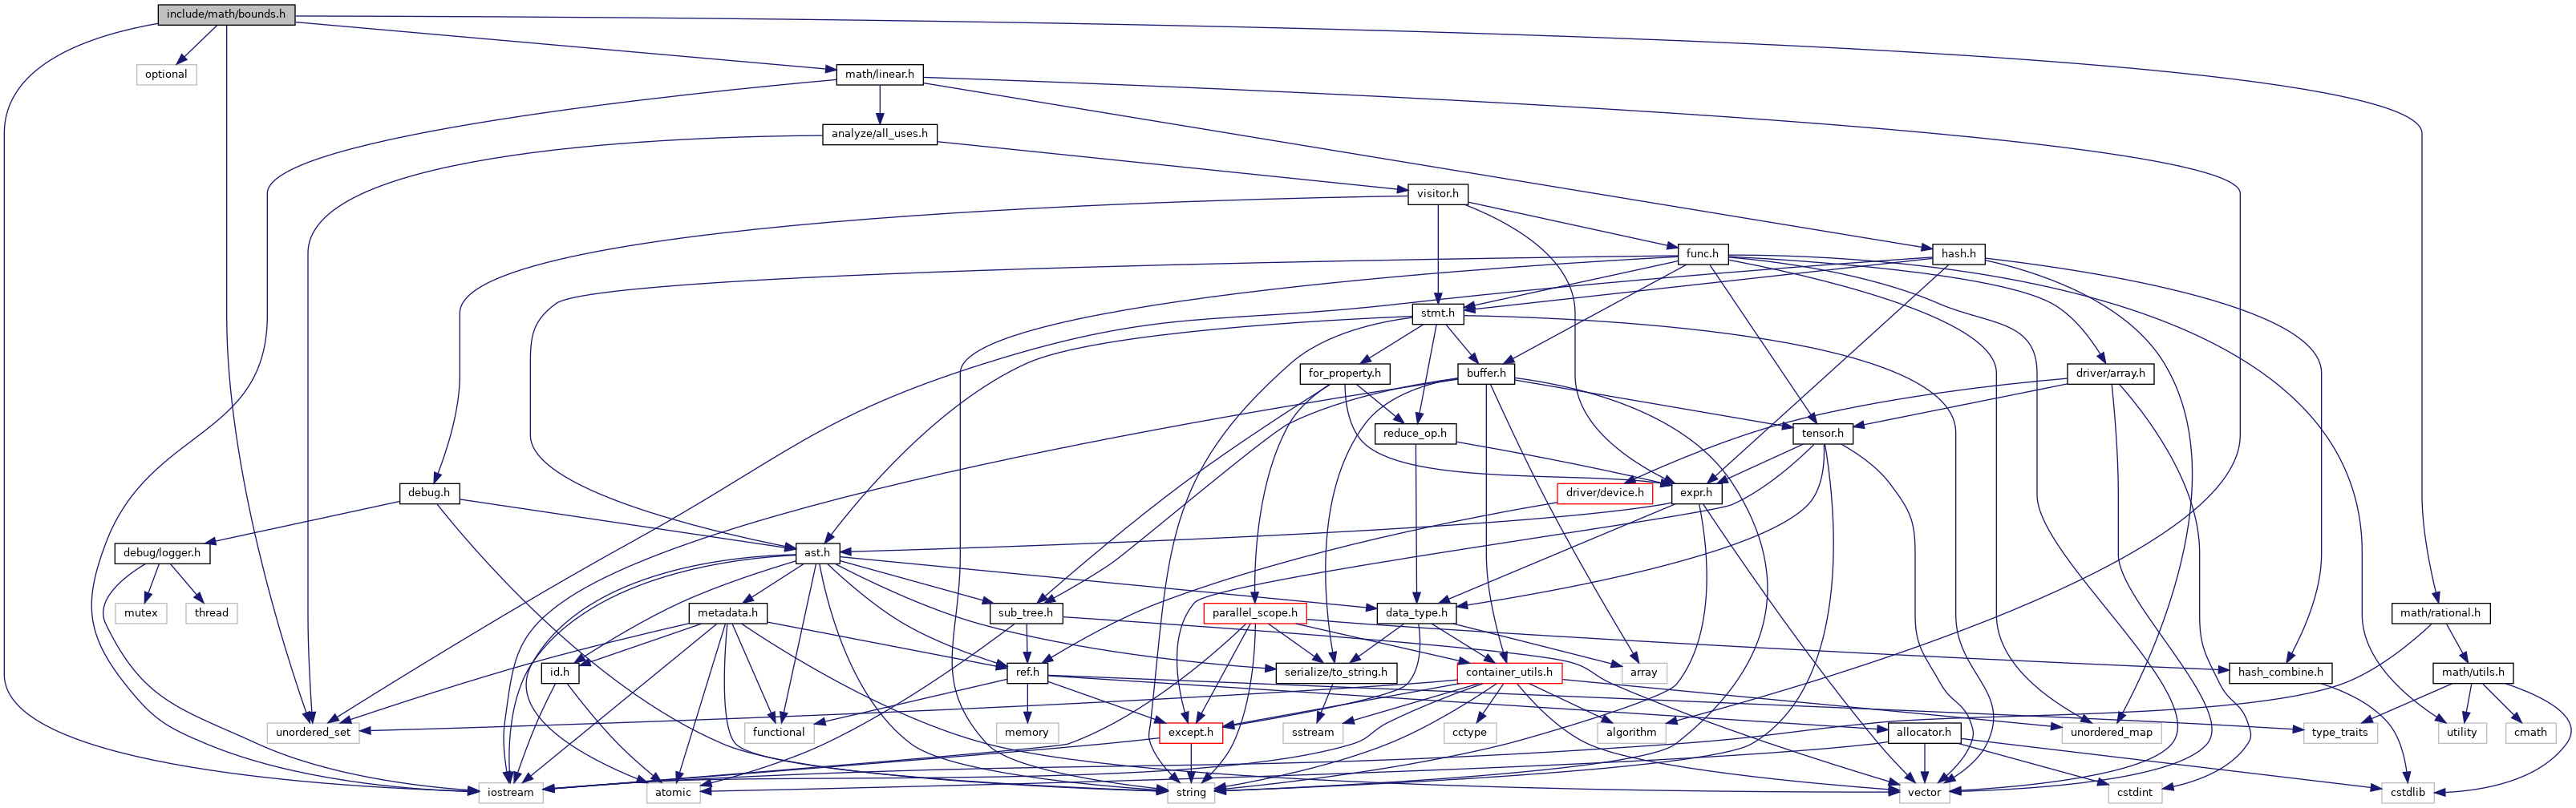 include/math/bounds.h
optional
math/linear.h
analyze/all_uses.h
visitor.h
func.h
hash.h
stmt.h
for_property.h
buffer.h
driver/array.h
reduce_op.h
tensor.h
debug.h
driver/device.h
expr.h
debug/logger.h
ast.h
mutex
thread
metadata.h
sub_tree.h
parallel_scope.h
data_type.h
math/rational.h
id.h
ref.h
serialize/to_string.h
container_utils.h
array
hash_combine.h
math/utils.h
unordered_set
functional
memory
except.h
sstream
cctype
algorithm
allocator.h
unordered_map
type_traits
utility
cmath
iostream
atomic
string
vector
cstdint
cstdlib